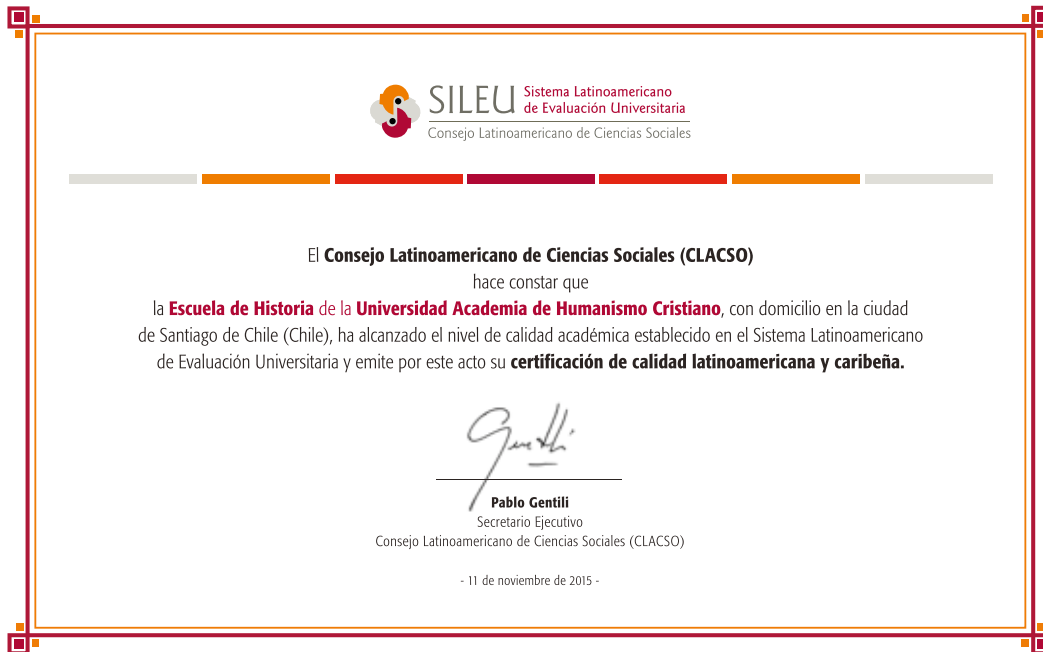 SILEU Sistema Latinoamericano
de Evaluación Universitaria
Consejo Latinoamericano de Ciencias Sociales
El Consejo Latinoamericano de Ciencias Sociales (CLACSO)
hace constar que
la Escuela de Historia de la Universidad Academia de Humanismo Cristiano, con domicilio en la ciudad
de Santiago de Chile (Chile), ha alcanzado el nivel de calidad académica establecido en el Sistema Latinoamericano
de Evaluación Universitaria y emite por este acto su certificación de calidad latinoamericana y caribeña.
Gentili
Pablo Gentili
Secretario Ejecutivo
Consejo Latinoamericano de Ciencias Sociales (CLACSO)
- 11 de noviembre de 2015 -